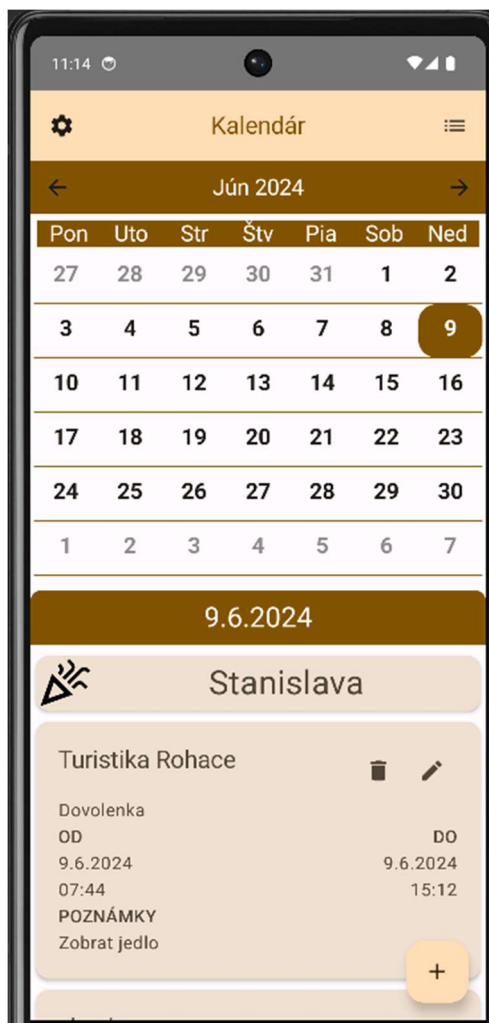 11:14
Kalendár
Jún 2024
Pon Uto Str Štv Pia Sob Ned
27 28 29 30 31 1 2
3 4 5 6 7 8 9
10 11 12 13 14 15 16
17 18 19 20 21 22 23
24 25 26 27 28 29 30
1 2 3 4 5 6 7
9.6.2024
Stanislava
Turistika Rohace
Dovolenka
OD DO
9.6.2024 9.6.2024
07:44 15:12
POZNÁMKY
Zobrat jedlo
+